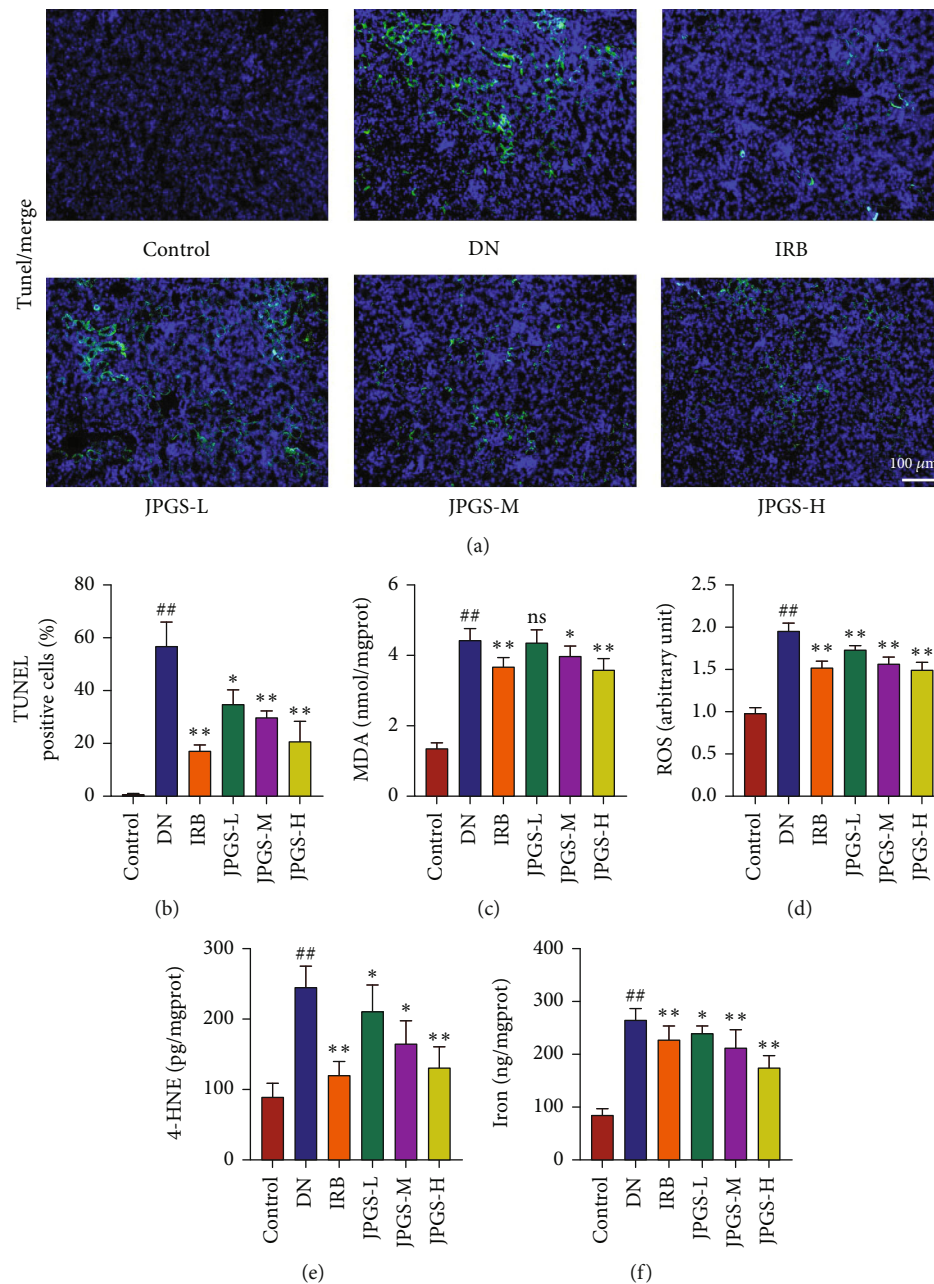 Tunel/merge
Control
DN
IRB
100 μm
JPGS-L
JPGS-M
JPGS-H
(a)
TUNEL
positive cells (%)
80
60
40
20
0
##
**
*
**
**
Control
DN
IRB
JPGS-L
JPGS-M
JPGS-H
(b)
MDA (nmol/mgprot)
6
4
2
0
##
**
ns
*
**
Control
DN
IRB
JPGS-L
JPGS-M
JPGS-H
(c)
ROS (arbitrary unit)
2.5
2.0
1.5
1.0
0.5
0.0
##
**
**
**
**
Control
DN
IRB
JPGS-L
JPGS-M
JPGS-H
(d)
4-HNE (pg/mgprot)
300
200
100
0
##
**
*
*
**
Control
DN
IRB
JPGS-L
JPGS-M
JPGS-H
(e)
Iron (ng/mgprot)
400
300
200
100
0
##
**
*
**
**
Control
DN
IRB
JPGS-L
JPGS-M
JPGS-H
(f)